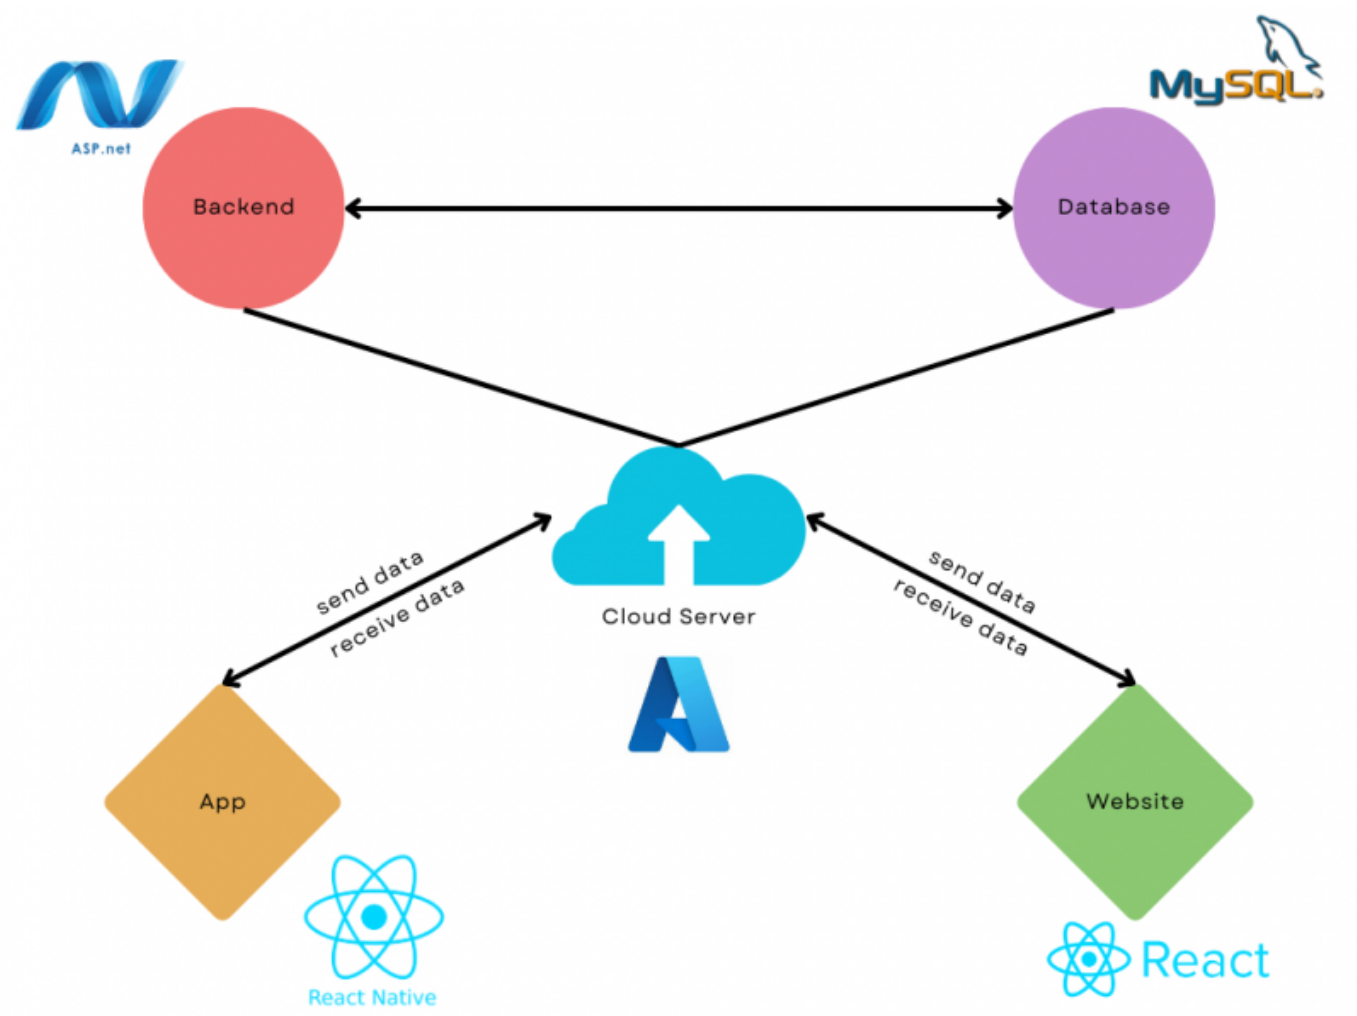 MySQL.
ASP.net
Backend
Database
send data
receive data
send data
receive data
Cloud Server
App
Website
React Native
React